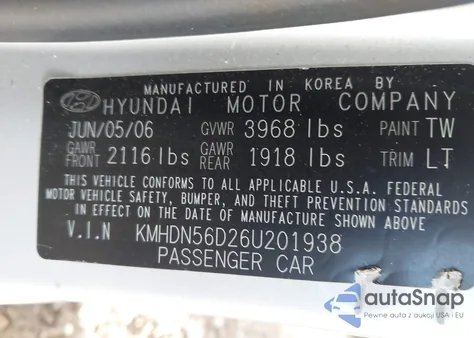 MANUFACTURED IN KOREA BY
HYUNDAI MOTOR COMPANY
JUN/05/06 GVWR 3968 lbs PAINT TW
GAWR FRONT 2116 lbs GAWR REAR 1918 lbs TRIM LT
THIS VEHICLE CONFORMS TO ALL APPLICABLE U.S.A. FEDERAL
MOTOR VEHICLE SAFETY, BUMPER, AND THEFT PREVENTION STANDARDS
IN EFFECT ON THE DATE OF MANUFACTURE SHOWN ABOVE
V.I.N KMHDN56D26U201938
PASSENGER CAR
autoSnap
Pewne auta z USA i EU